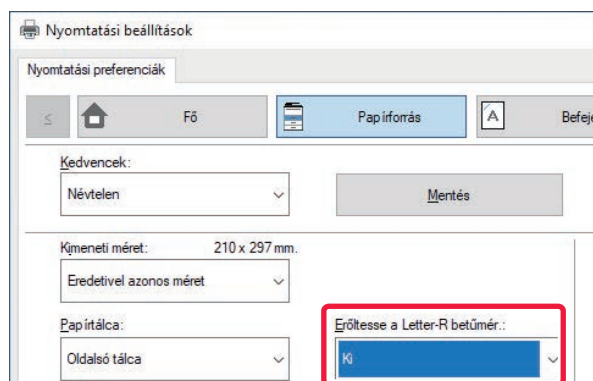 Nyomtatási beállítások
Nyomtatási preferenciák
≤ Fő Papírforrás A Befeje
Kedvencek:
Névtelen Mentés
Kimeneti méret: 210 x 297 mm.
Eredetivel azonos méret
Papírtálca: Erőltesse a Letter-R betűmér.:
Oldalsó tálca Ki